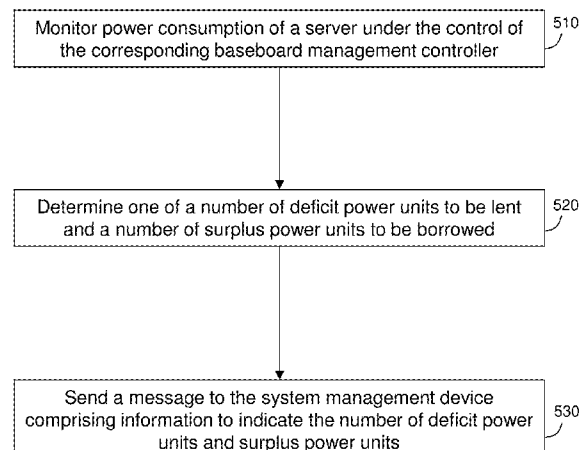 Monitor power consumption of a server under the control of
the corresponding baseboard management controller
510
Determine one of a number of deficit power units to be lent
and a number of surplus power units to be borrowed
520
Send a message to the system management device
comprising information to indicate the number of deficit power
units and surplus power units
530